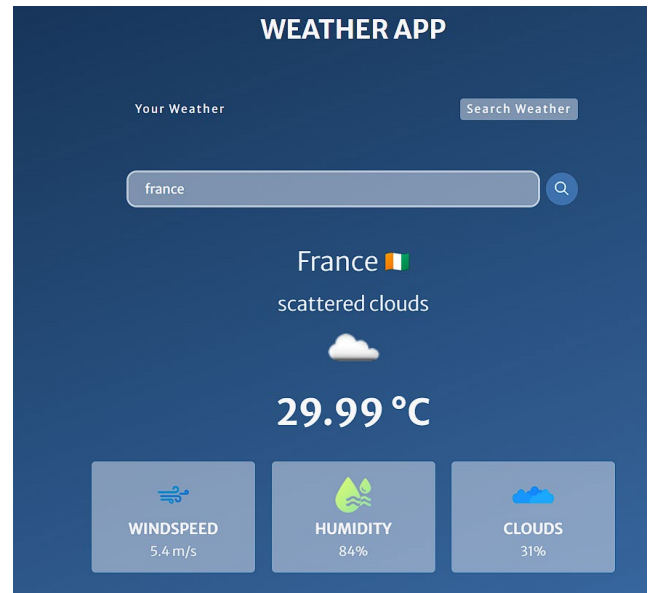 WEATHER APP
Your Weather
Search Weather
france
France
scattered clouds
29.99 °C
WINDSPEED
5.4 m/s
HUMIDITY
84%
CLOUDS
31%